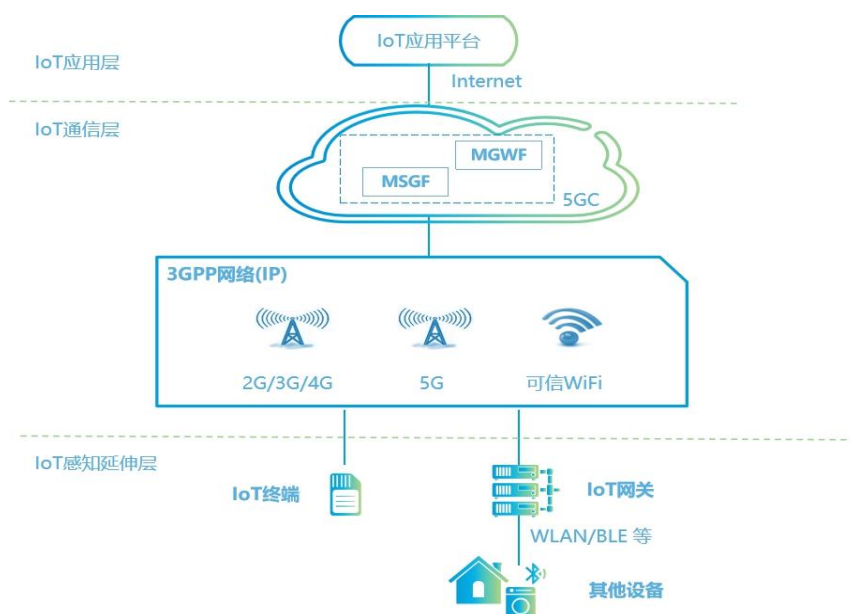 IoT应用平台
IoT应用层
Internet
IoT通信层
MGWF
MSGF
5GC
3GPP网络(IP)
2G/3G/4G
5G
可信WiFi
IoT感知延伸层
IoT终端
IoT网关
WLAN/BLE 等
其他设备